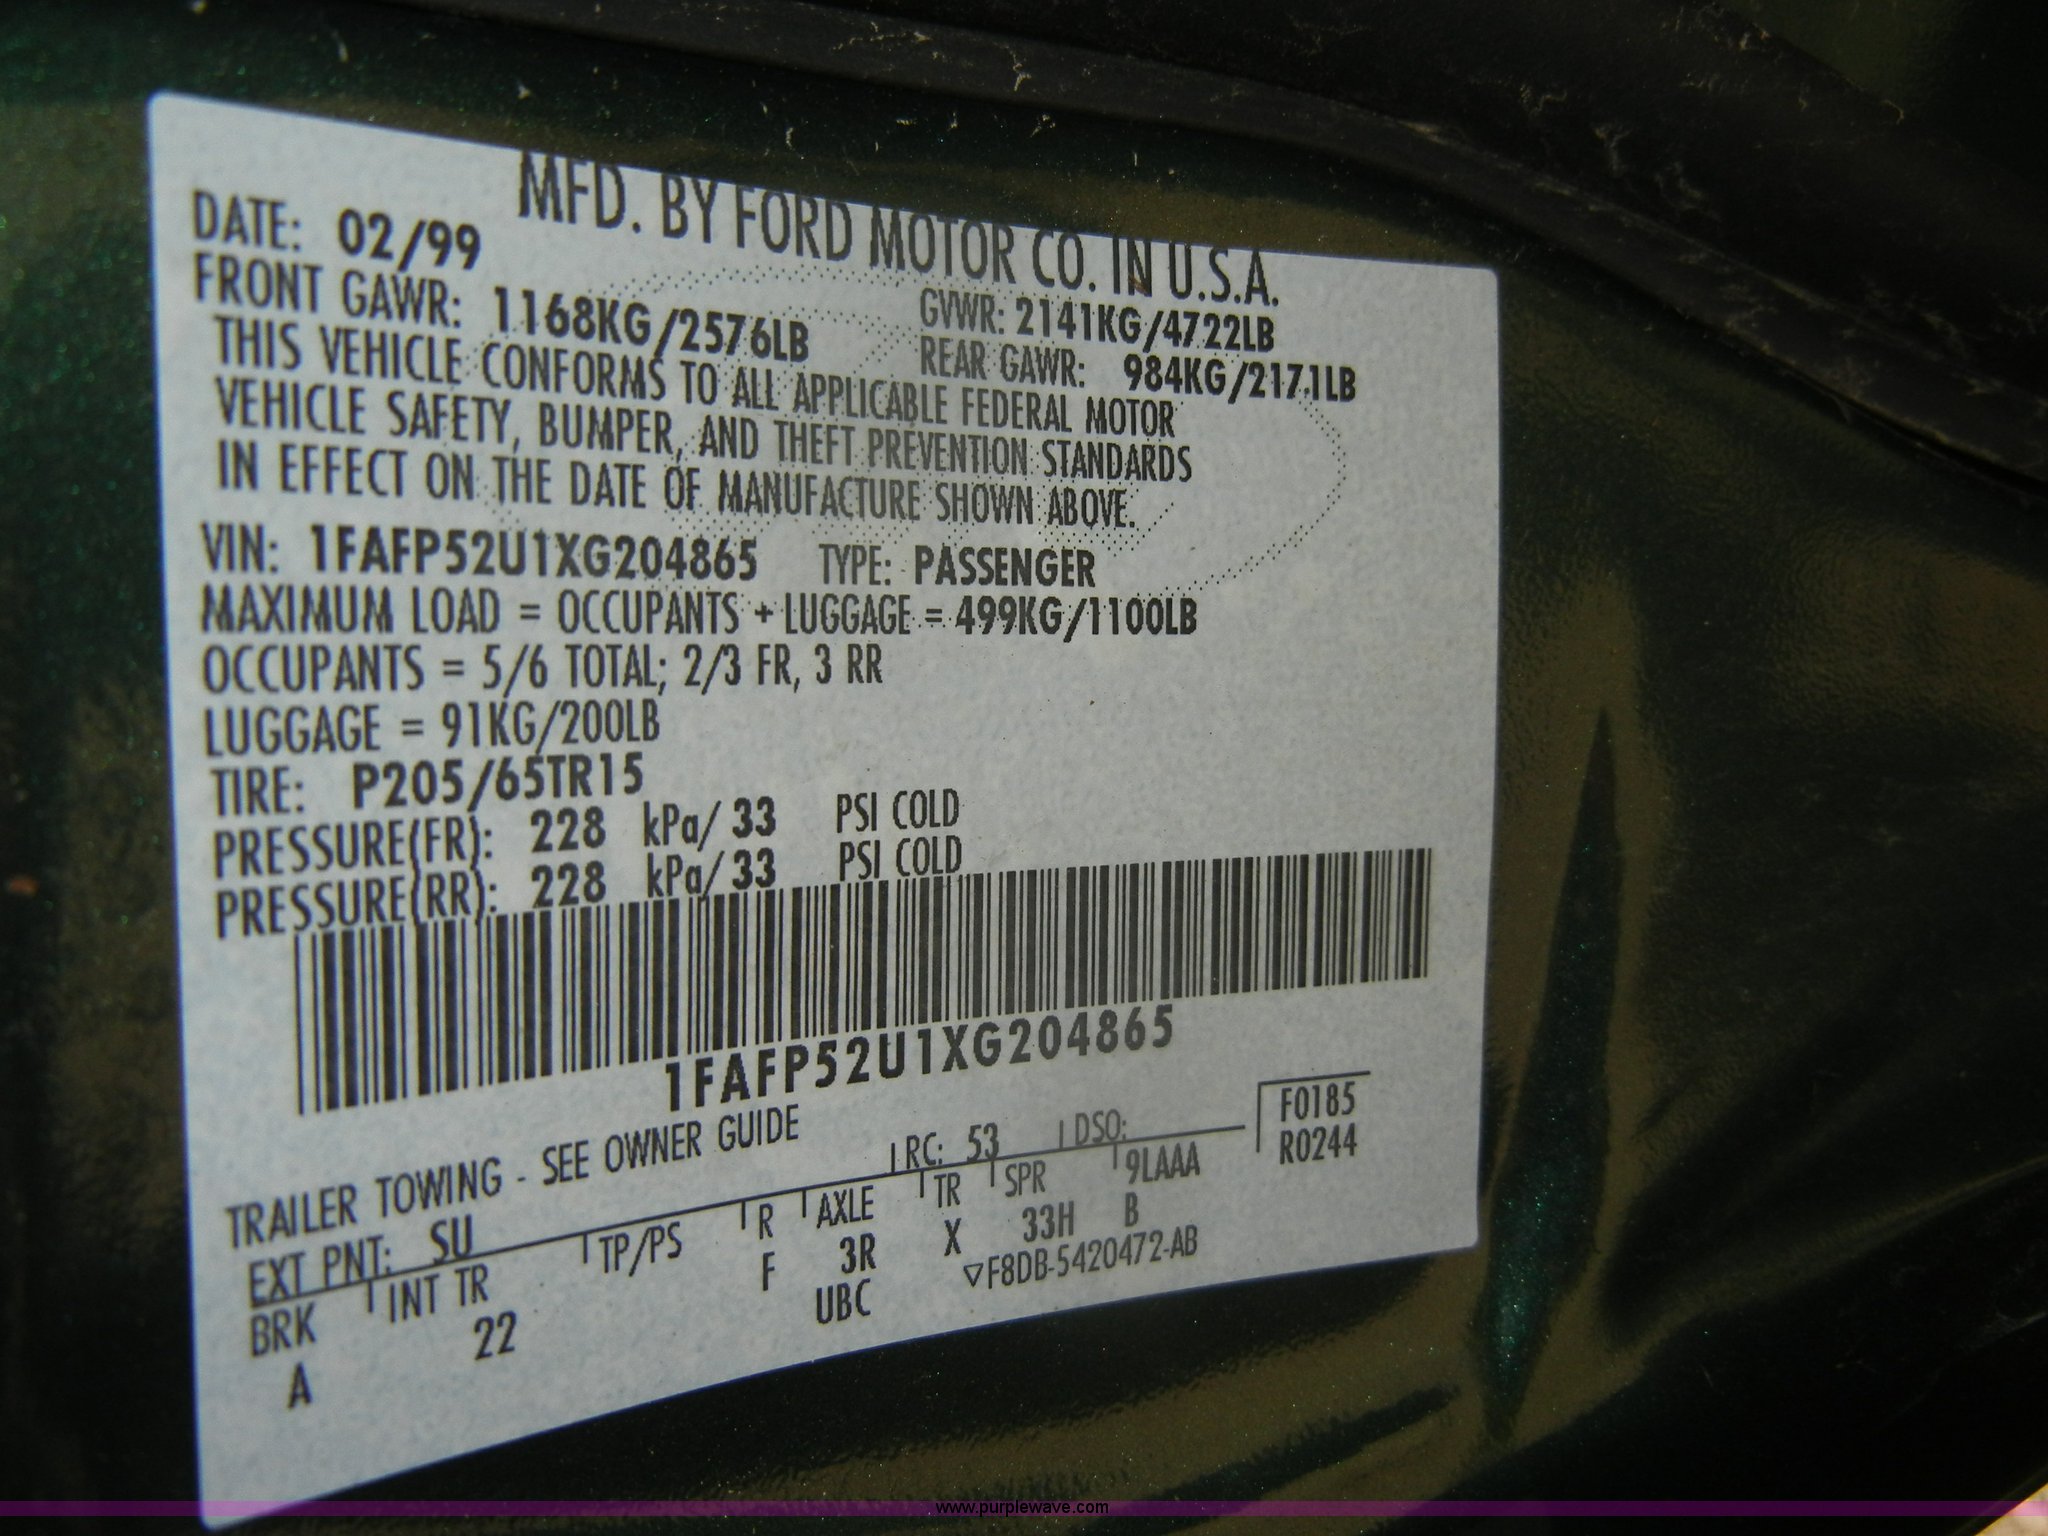 MFD. BY FORD MOTOR CO. IN U.S.A.
DATE: 02/99
GVWR: 2141KG/4722LB
FRONT GAWR: 1168KG/2576LB
REAR GAWR: 984KG/2171LB
THIS VEHICLE CONFORMS TO ALL APPLICABLE FEDERAL MOTOR
VEHICLE SAFETY, BUMPER, AND THEFT PREVENTION STANDARDS
IN EFFECT ON THE DATE OF MANUFACTURE SHOWN ABOVE.
VIN: 1FAFP52U1XG204865 TYPE: PASSENGER
MAXIMUM LOAD = OCCUPANTS + LUGGAGE = 499KG/1100LB
OCCUPANTS = 5/6 TOTAL; 2/3 FR, 3 RR
LUGGAGE = 91KG/200LB
TIRE: P205/65TR15
PRESSURE(FR): 228 kPa/ 33 PSI COLD
PRESSURE(RR): 228 kPa/ 33 PSI COLD
1FAFP52U1XG204865
TRAILER TOWING - SEE OWNER GUIDE
F0185
R0244
EXT PNT: SU RC: 53 DSO:
BRK INT TR TP/PS R AXLE TR SPR 9LAAA
A 22 F 3R X 33H B
UBC ▽F8DB-5420472-AB
www.purplewave.com